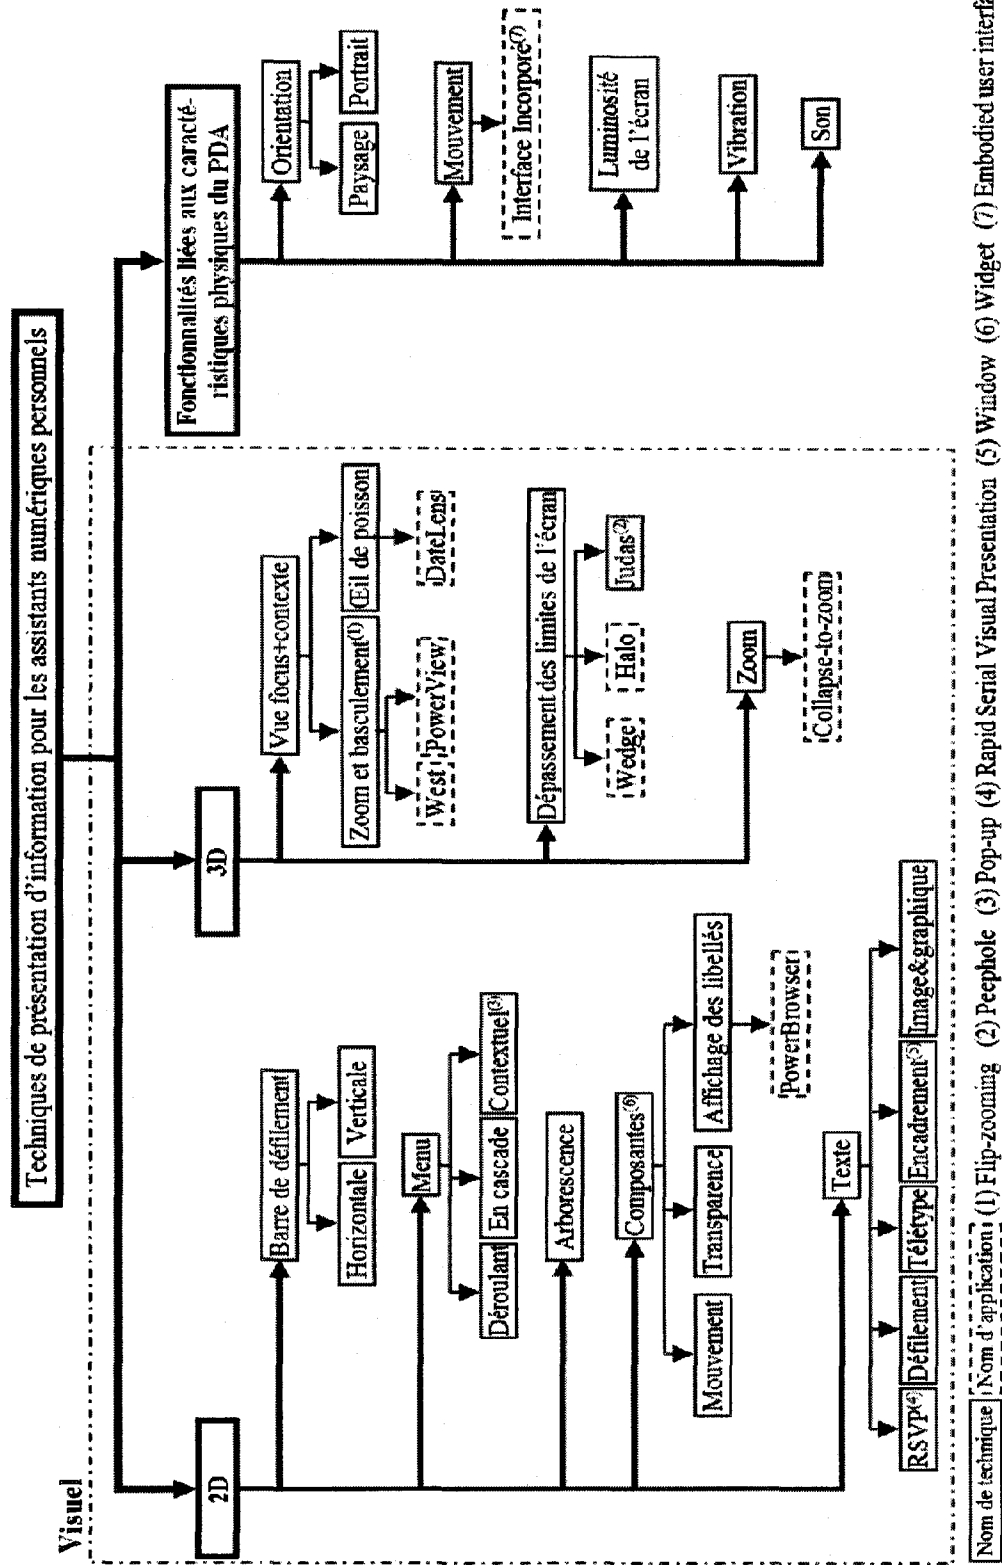 Techniques de présentation d'information pour les assistants numériques personnels
Visuel
2D
Barre de défilement
Horizontale
Verticale
Menu
Déroulant
En cascade
Contextuel(3)
Arborescence
Composantes(6)
Mouvement
Transparence
Affichage des libellés
PowerBrowser
Texte
RSVP(4)
Défilement
Télétype
Encadrement(5)
Image&graphique
3D
Vue focus+contexte
Zoom et basculement(1)
Œil de poisson
West
PowerView
DateLens
Dépassement des limites de l'écran
Wedge
Halo
Judas(2)
Zoom
Collapse-to-zoom
Fonctionnalités liées aux caracté-
ristiques physiques du PDA
Orientation
Paysage
Portrait
Mouvement
Interface Incorporé(7)
Luminosité
de l'écran
Vibration
Son
Nom de technique Nom d'application (1) Flip-zooming (2) Peephole (3) Pop-up (4) Rapid Serial Visual Presentation (5) Window (6) Widget (7) Embodied user